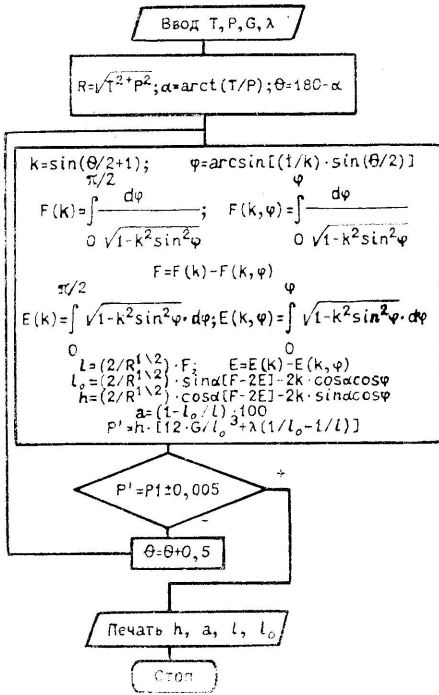 Ввод T, P, G, λ
R=√T²+P²; α=arct(T/P); θ=180-α
k=sin(θ/2+1); φ=arcsin[(1/k)·sin(θ/2)]
π/2 φ
F(k)=∫ dφ ; F(k,φ)=∫ dφ
0 √1-k²sin²φ 0 √1-k²sin²φ
F=F(k)-F(k,φ)
π/2 φ
E(k)=∫ √1-k²sin²φ·dφ; E(k,φ)=∫ √1-k²sin²φ·dφ
0 0
l=(2/R^1\2)·F; E=E(k)-E(k,φ)
l₀=(2/R^1\2)·sinα[F-2E]-2k·cosαcosφ
h=(2/R^1\2)·cosα[F-2E]-2k·sinαcosφ
a=(1-l₀/l)·100
P'=h·[12·G/l₀³+λ(1/l₀-1/l)]
P'=P1±0,005
+
-
θ=θ+0,5
Печать h, a, l, l₀
Стоп